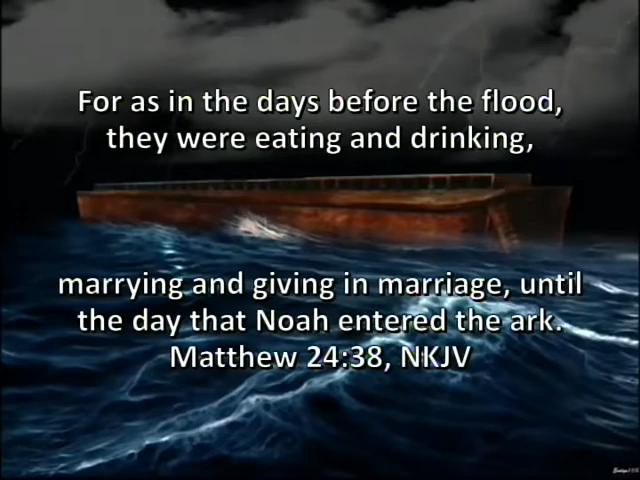 For as in the days before the flood,
they were eating and drinking,
marrying and giving in marriage, until
the day that Noah entered the ark.
Matthew 24:38, NKJV